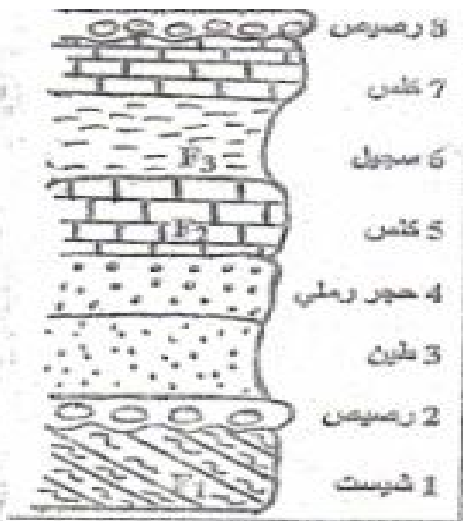 8 رصيص
7 كلس
6 سجيل
F3
5 كلس
F2
4 حجر رملي
3 طين
2 رصيص
1 شيست
F1